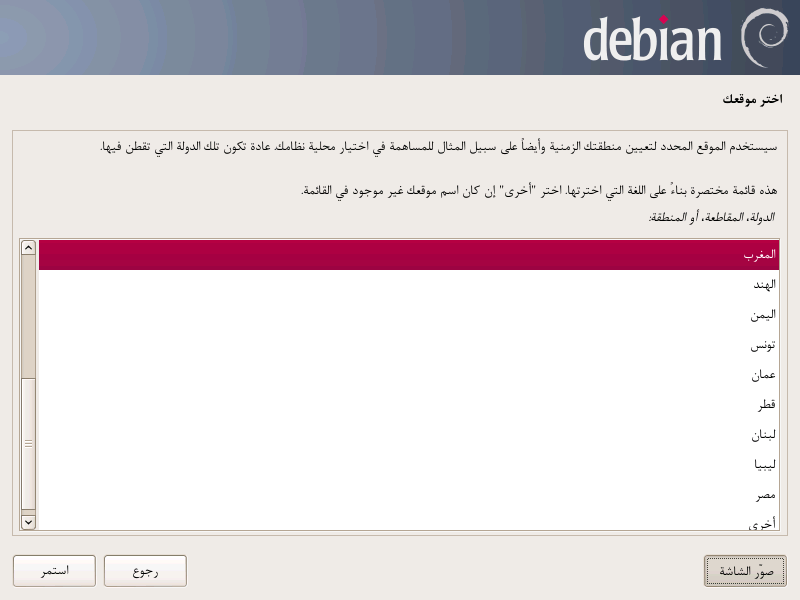 debian
اختر موقعك
سيستخدم الموقع المحدد لتعيين منطقتك الزمنية وأيضاً على سبيل المثال للمساهمة في اختيار محلية نظامك. عادة تكون تلك الدولة التي تقطن فيها.
هذه قائمة مختصرة بناءً على اللغة التي اخترتها. اختر "أخرى" إن كان اسم موقعك غير موجود في القائمة.
الدولة، المقاطعة، أو المنطقة:
المغرب
الهند
اليمن
تونس
عمان
قطر
لبنان
ليبيا
مصر
أخرى
صوّر الشاشة
رجوع
استمر